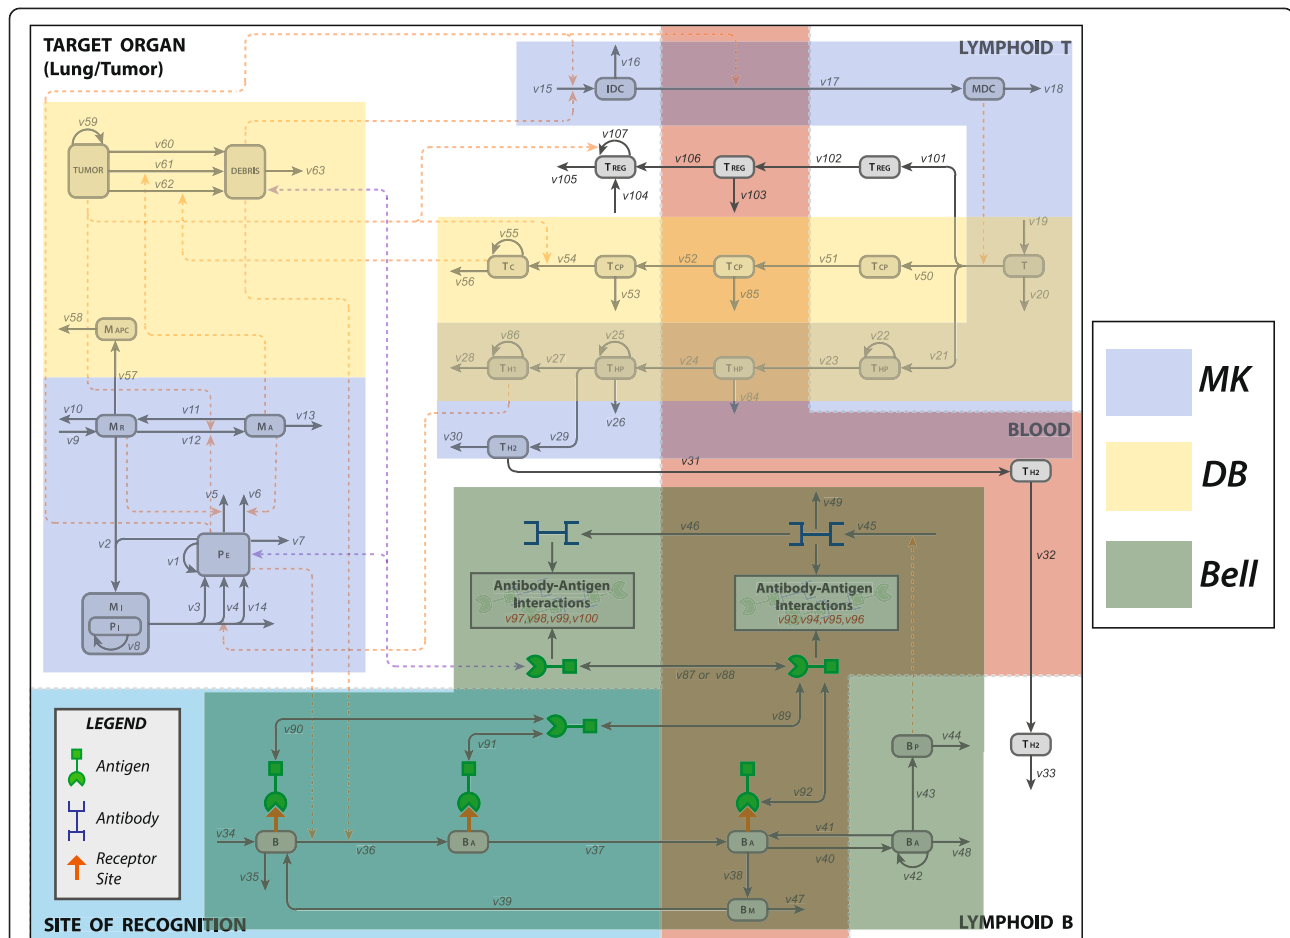 TARGET ORGAN
(Lung/Tumor)
LYMPHOID T
v16
v15
IDC
v17
MDC
v18
v59
v60
v61
v62
TUMOR
DEBRIS
v63
v107
TREG
v106
TREG
v102
TREG
v101
v105
v104
v103
v19
v55
TC
v54
TCP
v52
TCP
v51
TCP
v50
T
v56
v53
v85
v20
v58
MAPC
v57
v86
v25
v22
v28
TH1
v27
THP
v24
THP
v23
THP
v21
v26
v84
v10
v9
MR
v11
v12
MA
v13
v30
TH2
v29
BLOOD
v31
TH2
MK
DB
Bell
v5
v6
v2
v1
PE
v7
v46
v49
v45
v32
Antibody-Antigen
Interactions
v97,v98,v99,v100
Antibody-Antigen
Interactions
v93,v94,v95,v96
MI
PI
v8
v3
v4
v14
v87 or v88
LEGEND
Antigen
Antibody
Receptor
Site
v90
v91
v89
v92
BP
v44
TH2
v33
v43
v34
B
v36
BA
v37
BA
v41
v40
BA
v48
v42
v35
v38
v39
BM
v47
SITE OF RECOGNITION
LYMPHOID B